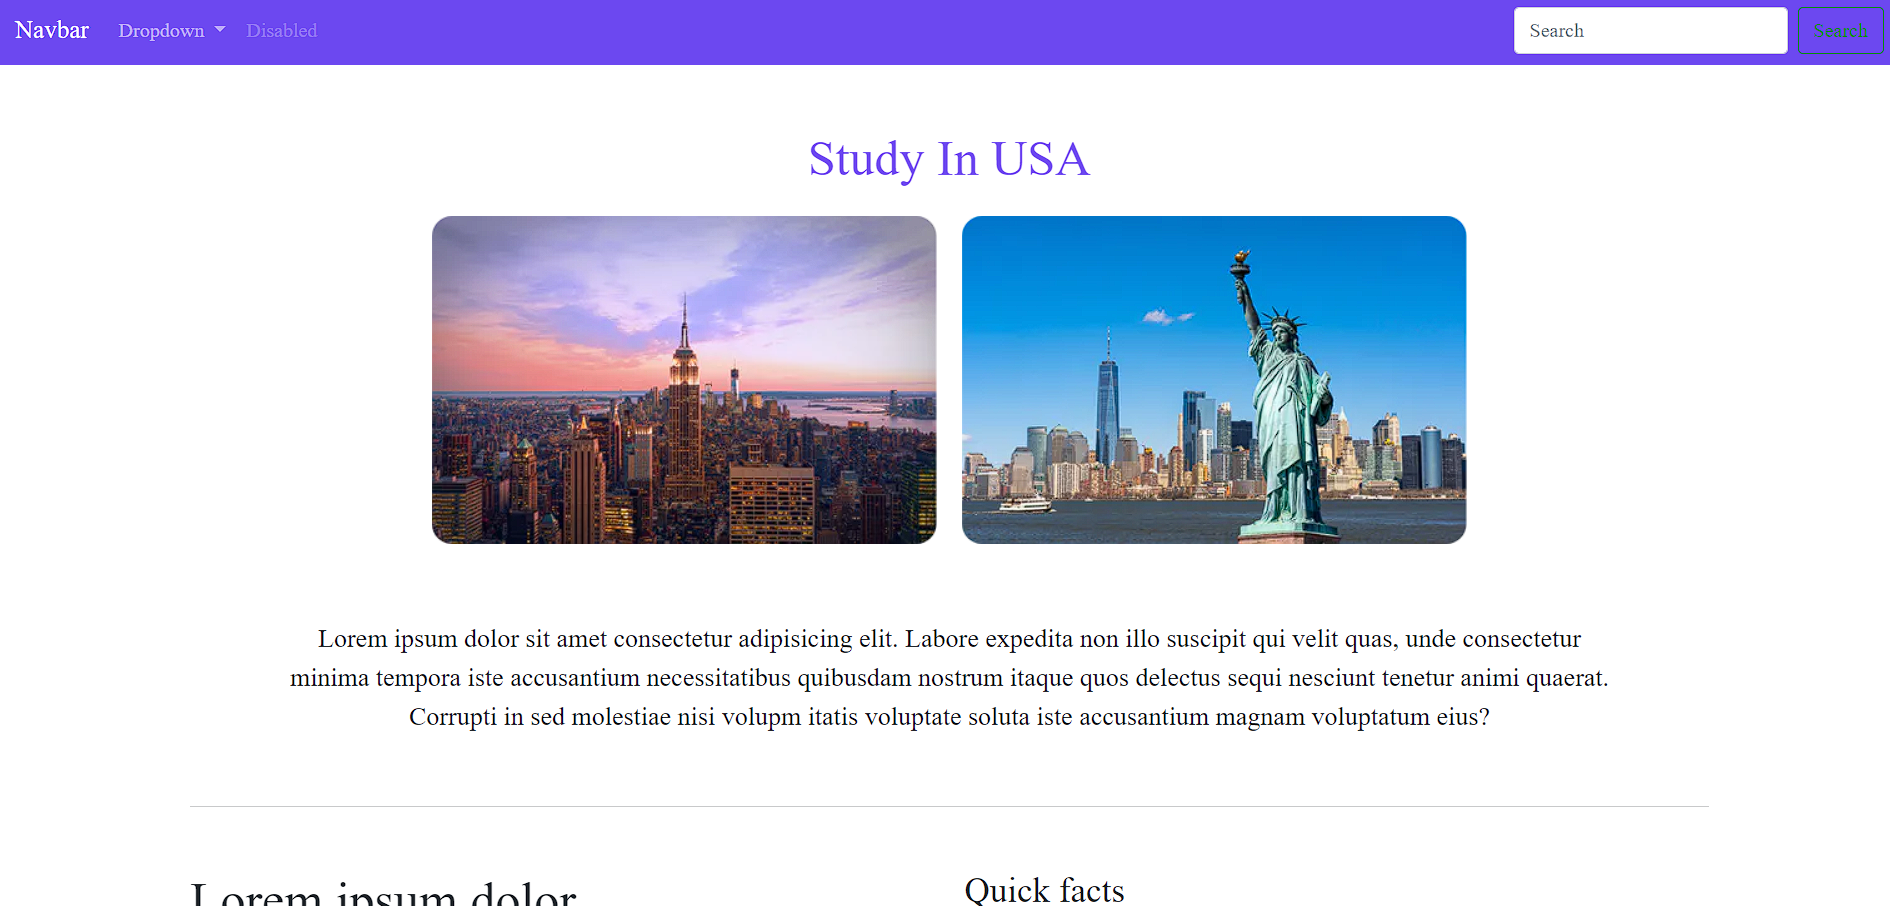 Navbar Dropdown Disabled Search Search
Study In USA
Lorem ipsum dolor sit amet consectetur adipisicing elit. Labore expedita non illo suscipit qui velit quas, unde consectetur
minima tempora iste accusantium necessitatibus quibusdam nostrum itaque quos delectus sequi nesciunt tenetur animi quaerat.
Corrupti in sed molestiae nisi volupm itatis voluptate soluta iste accusantium magnam voluptatum eius?
Lorem ipsum dolor
Quick facts